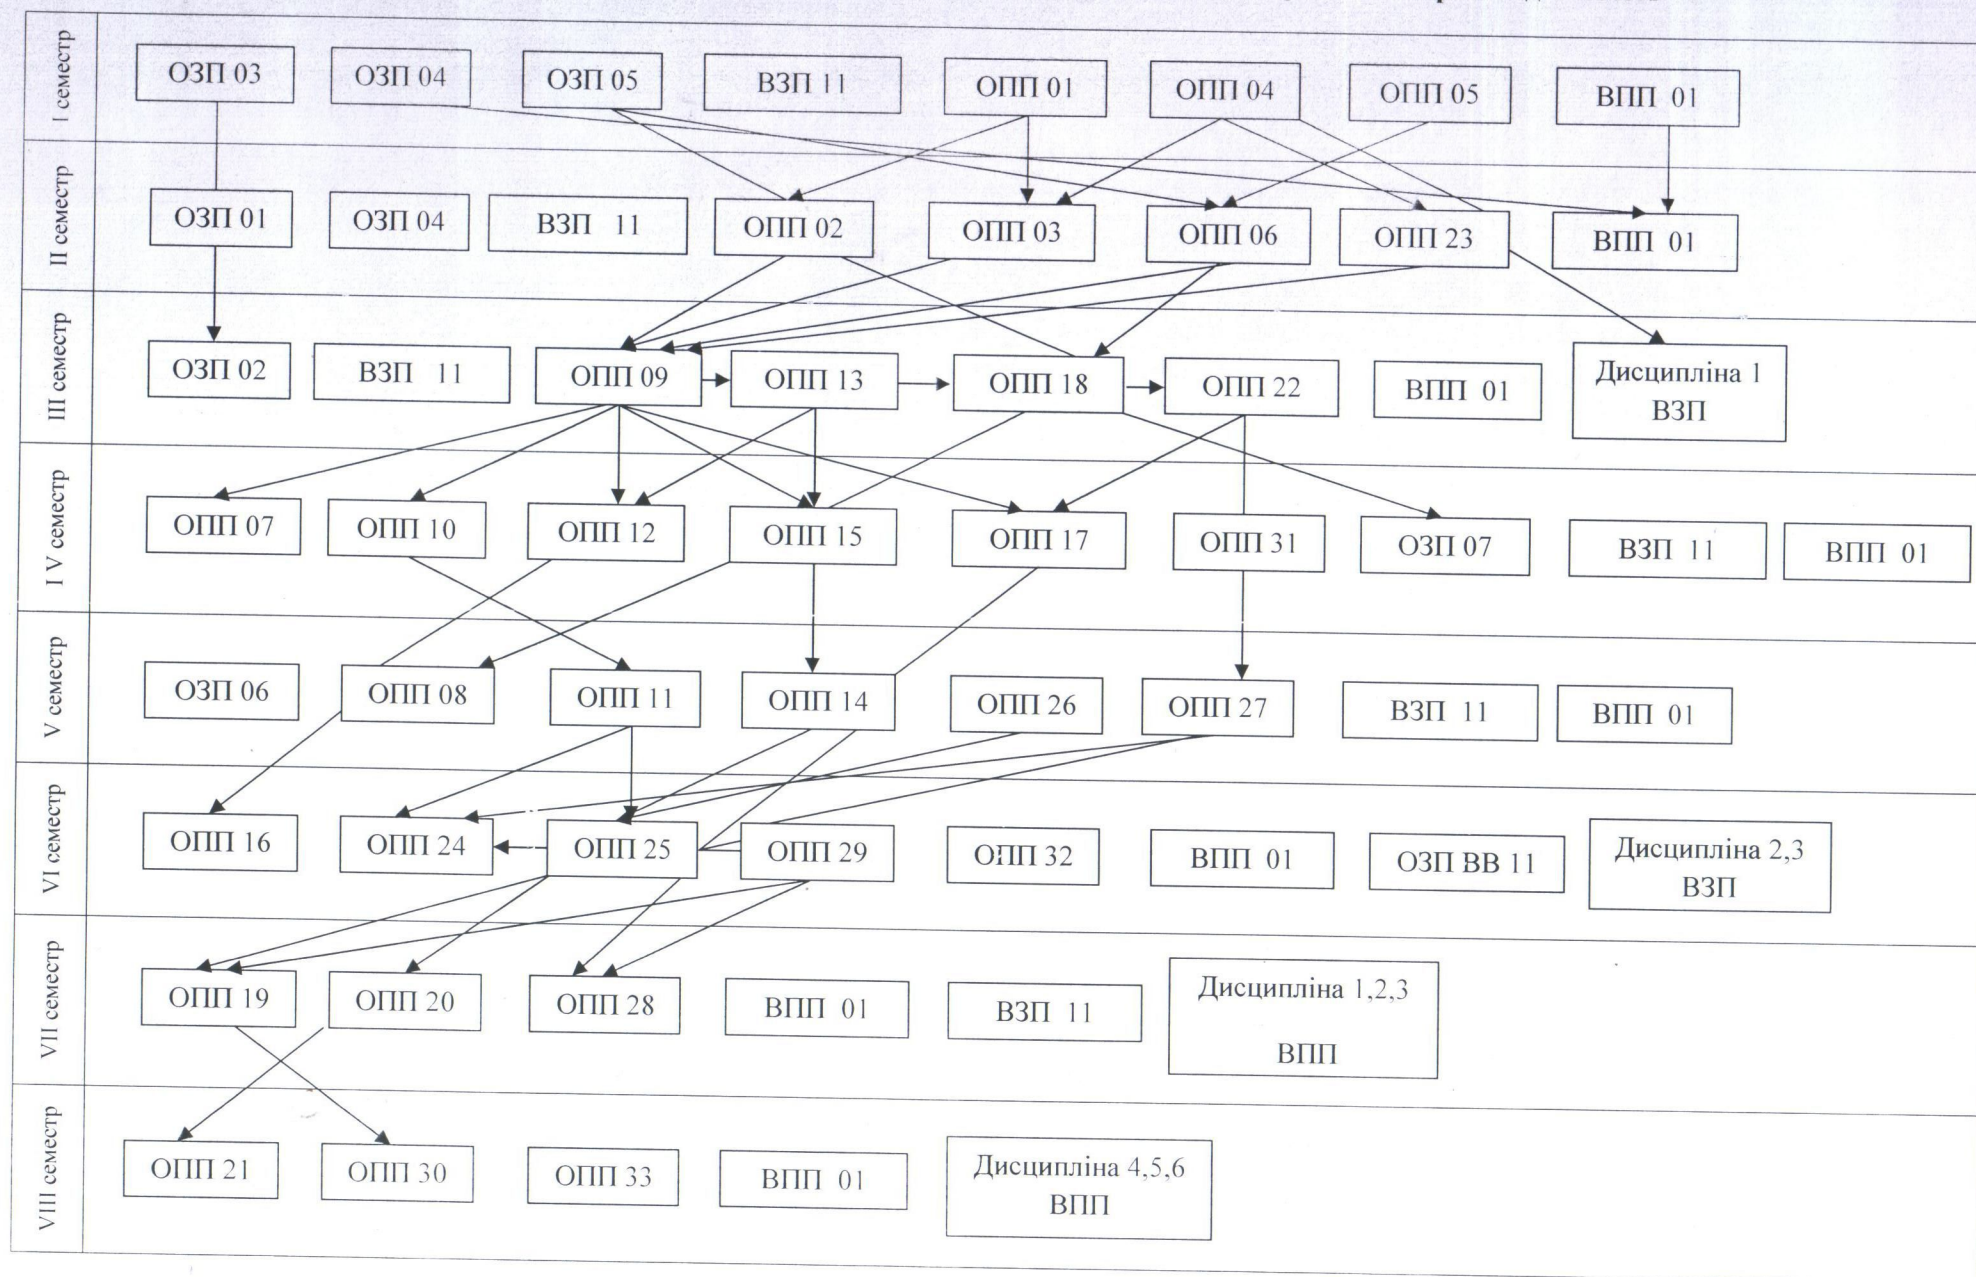 I семестр
ОЗП 03
ОЗП 04
ОЗП 05
ВЗП 11
ОПП 01
ОПП 04
ОПП 05
ВПП 01
II семестр
ОЗП 01
ОЗП 04
ВЗП 11
ОПП 02
ОПП 03
ОПП 06
ОПП 23
ВПП 01
III семестр
ОЗП 02
ВЗП 11
ОПП 09
ОПП 13
ОПП 18
ОПП 22
ВПП 01
Дисципліна 1
ВЗП
I V семестр
ОПП 07
ОПП 10
ОПП 12
ОПП 15
ОПП 17
ОПП 31
ОЗП 07
ВЗП 11
ВПП 01
V семестр
ОЗП 06
ОПП 08
ОПП 11
ОПП 14
ОПП 26
ОПП 27
ВЗП 11
ВПП 01
VI семестр
ОПП 16
ОПП 24
ОПП 25
ОПП 29
ОПП 32
ВПП 01
ОЗП ВВ 11
Дисципліна 2,3
ВЗП
VII семестр
ОПП 19
ОПП 20
ОПП 28
ВПП 01
ВЗП 11
Дисципліна 1,2,3
ВПП
VIII семестр
ОПП 21
ОПП 30
ОПП 33
ВПП 01
Дисципліна 4,5,6
ВПП